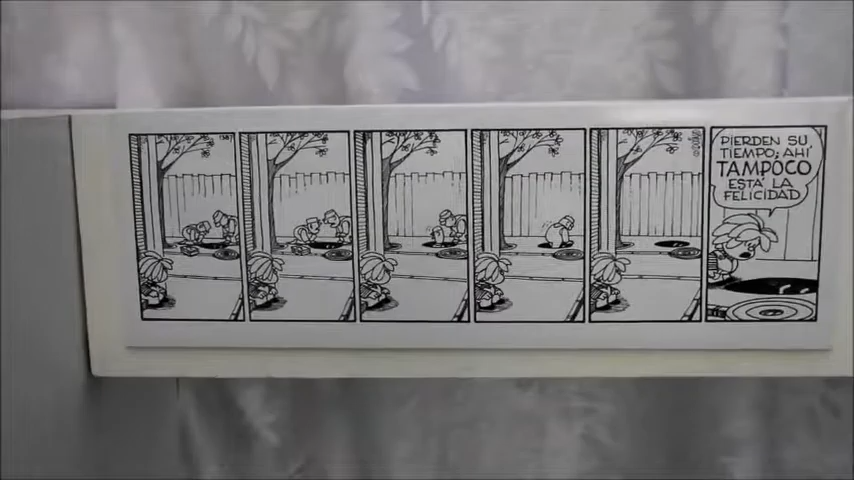 PIERDEN SU
TIEMPO; AHÍ
TAMPOCO
ESTÁ LA
FELICIDAD